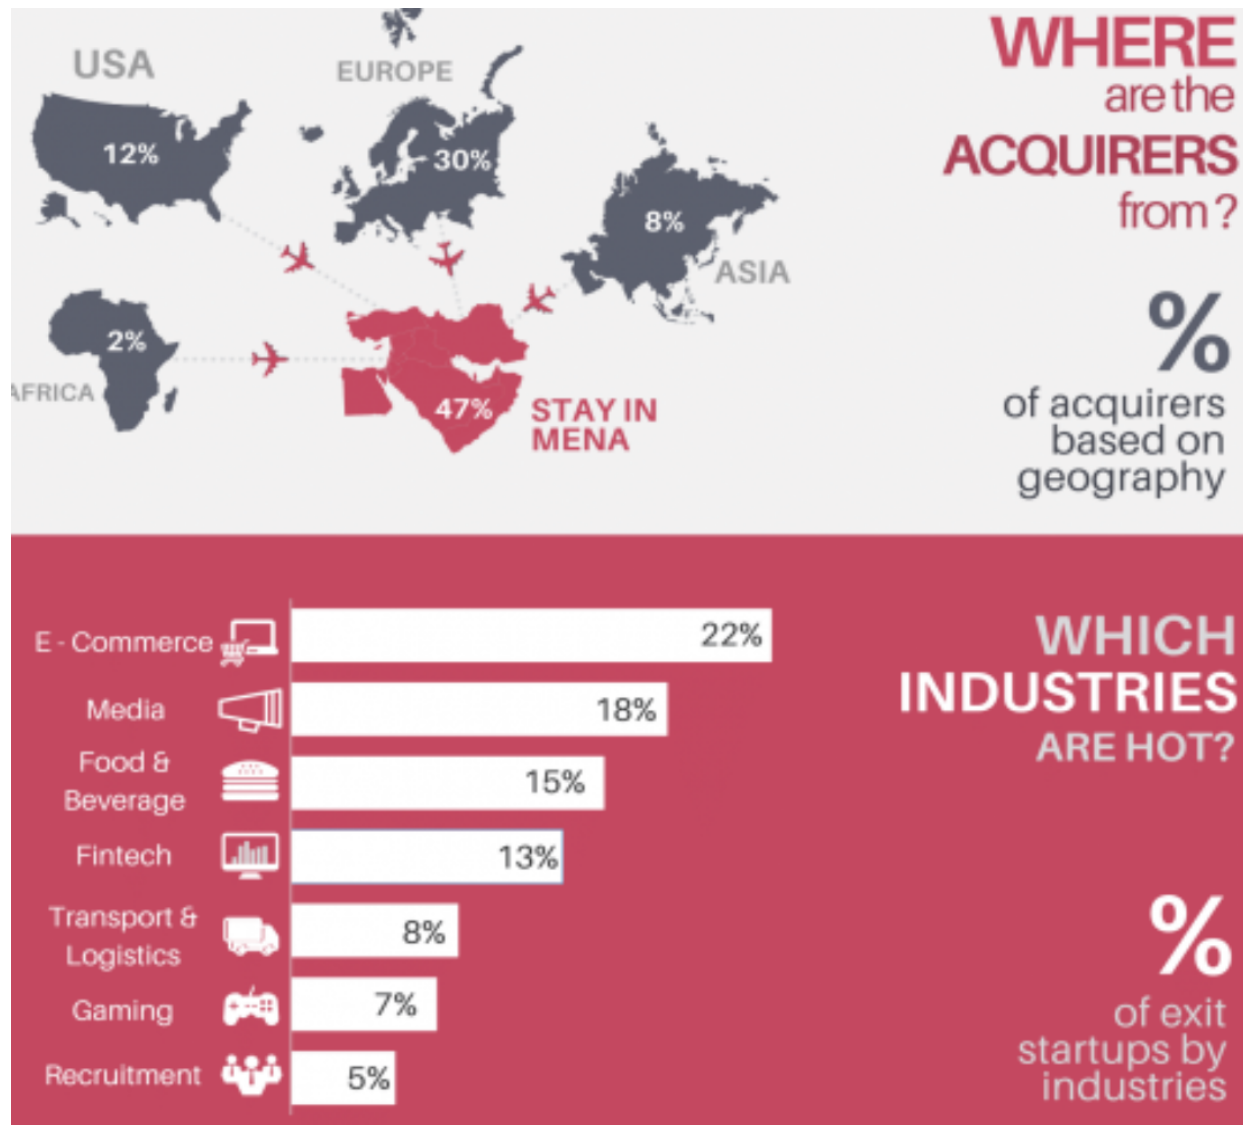 WHERE
are the
ACQUIRERS
from?
USA
12%
EUROPE
30%
8%
ASIA
2%
AFRICA
47%
STAY IN
MENA
%
of acquirers
based on
geography
WHICH
INDUSTRIES
ARE HOT?
E - Commerce
22%
Media
18%
Food &
Beverage
15%
Fintech
13%
Transport &
Logistics
8%
Gaming
7%
Recruitment
5%
%
of exit
startups by
industries